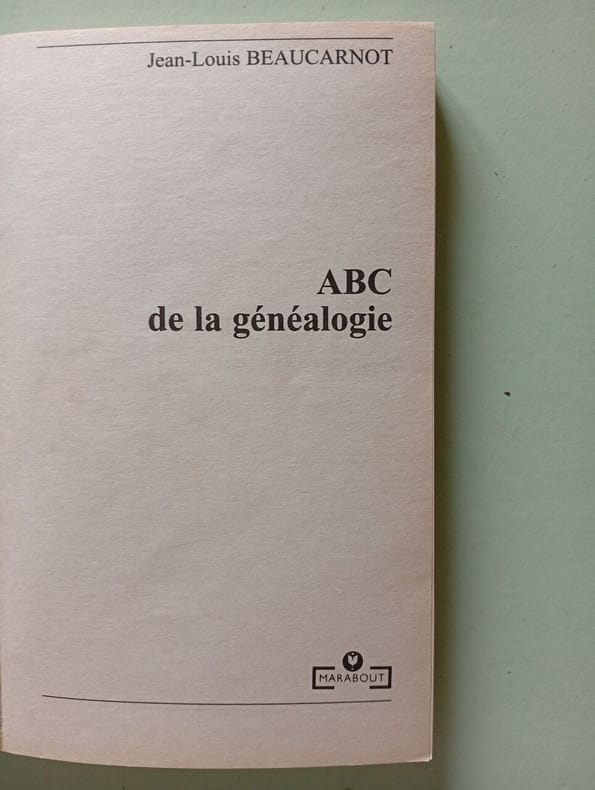 Jean-Louis BEAUCARNOT
ABC
de la généalogie
MARABOUT